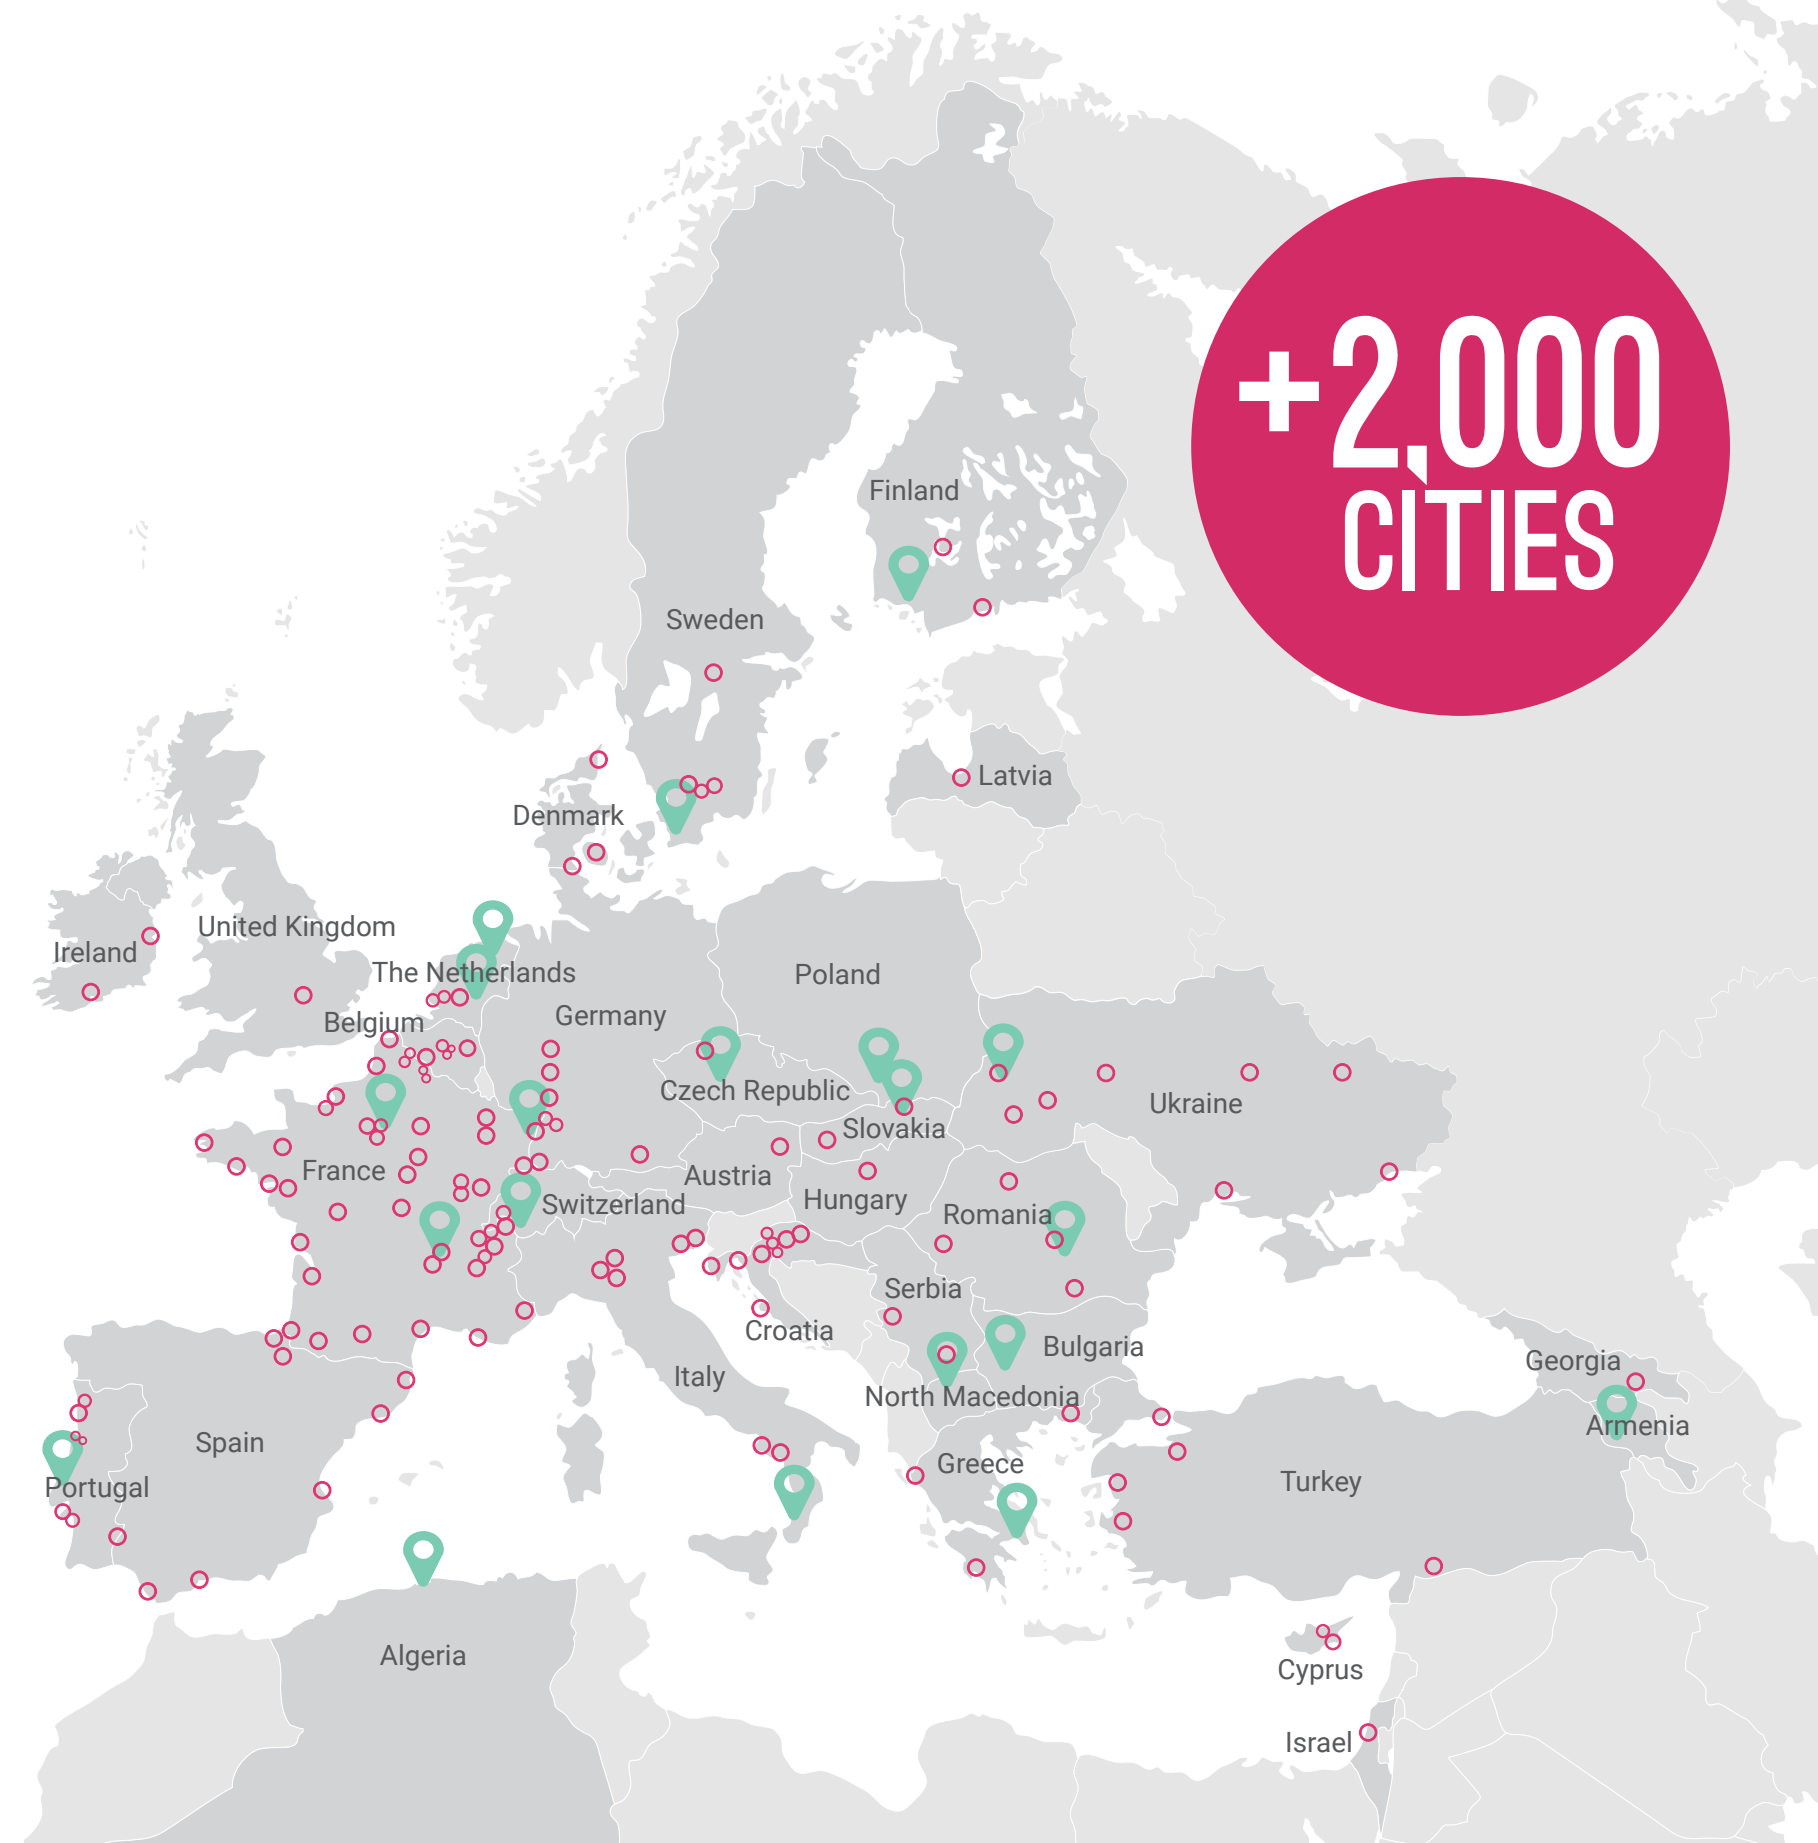 +2,000
CITIES
Finland
Sweden
Latvia
Denmark
United Kingdom
Ireland
The Netherlands
Poland
Belgium
Germany
Czech Republic
Ukraine
Slovakia
France
Austria
Switzerland
Hungary
Romania
Serbia
Croatia
Bulgaria
Georgia
Italy
North Macedonia
Armenia
Spain
Greece
Turkey
Portugal
Algeria
Cyprus
Israel